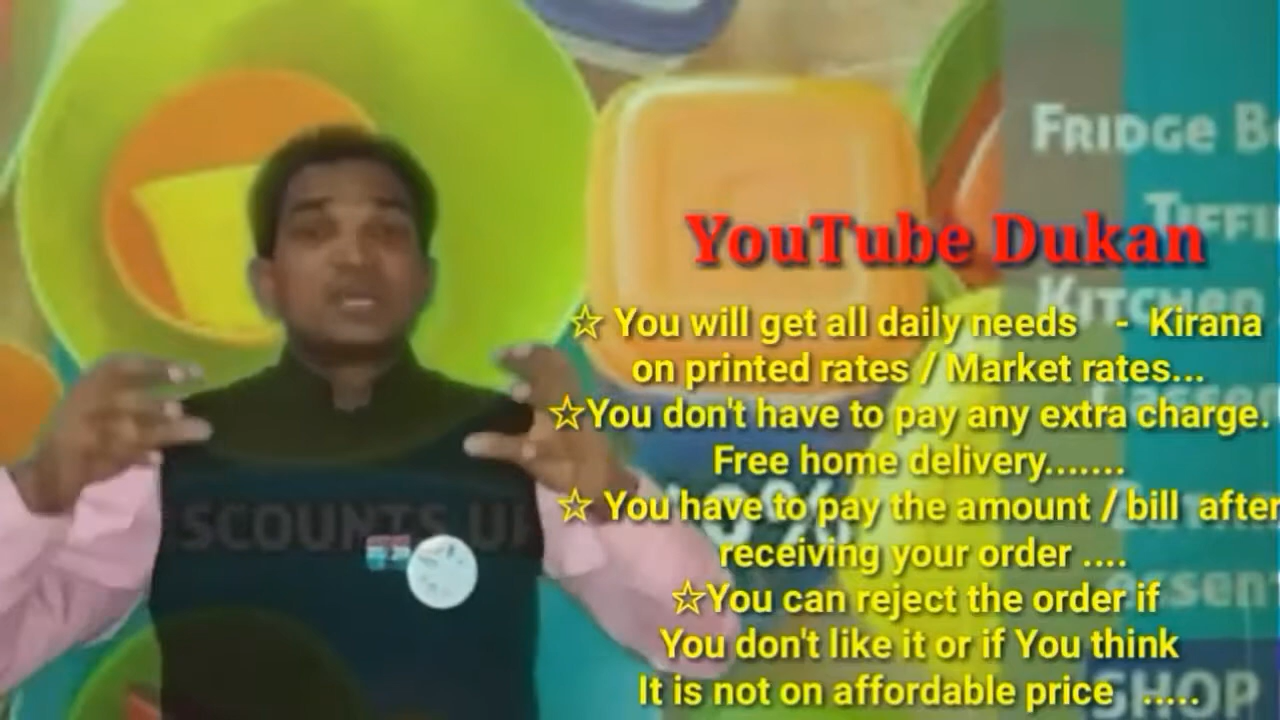 FRIDGE
YouTube Dukan
☆ You will get all daily needs - Kirana
on printed rates / Market rates...
☆You don't have to pay any extra charge.
Free home delivery.......
☆ You have to pay the amount / bill after
receiving your order ....
☆You can reject the order if
You don't like it or if You think
It is not on affordable price .....
KITCHEN
SCOUNTS
SHOP